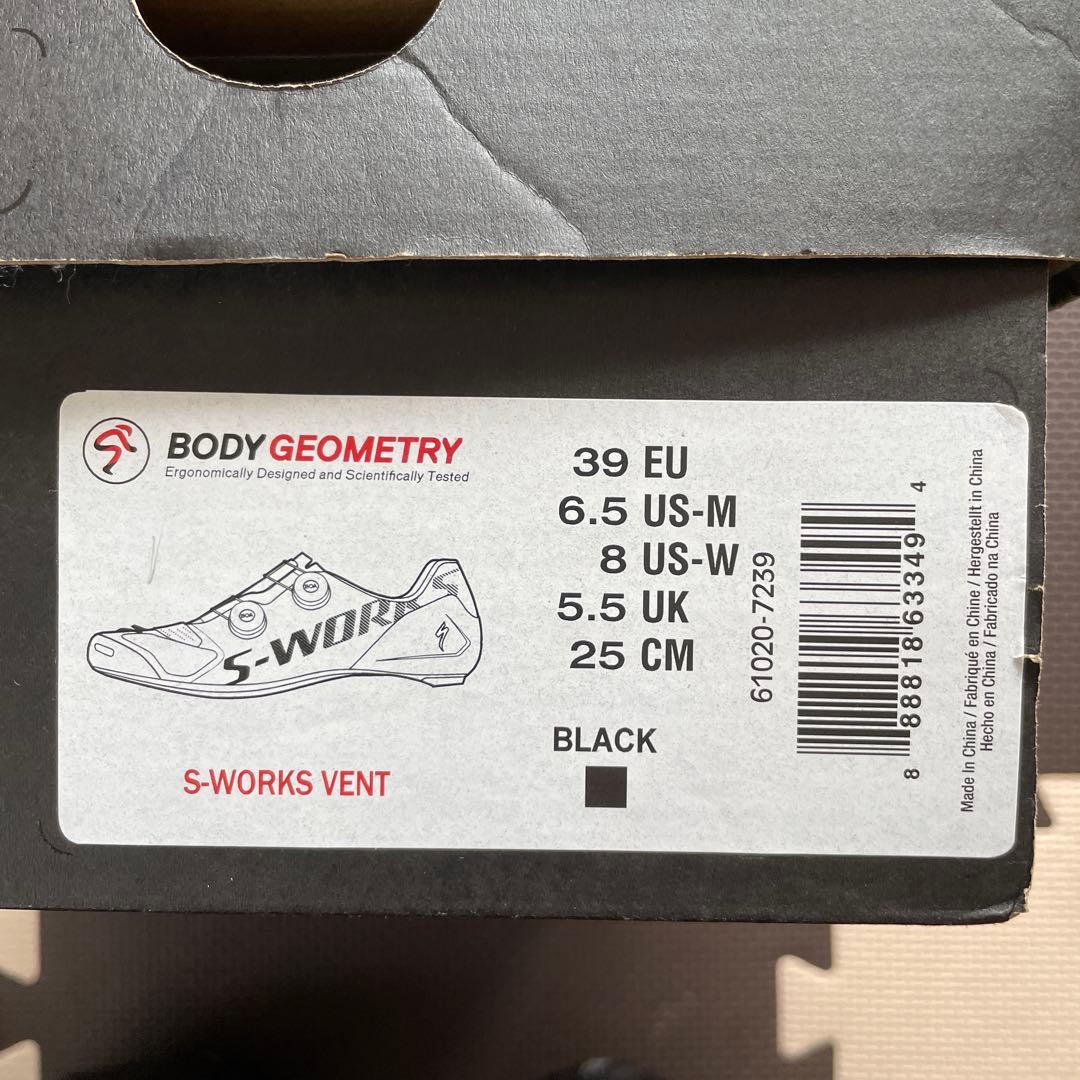 BODY GEOMETRY
Ergonomically Designed and Scientifically Tested
BOA
BOA
S-WORKS
S-WORKS VENT
39 EU
6.5 US-M
8 US-W
5.5 UK
25 CM
BLACK
61020-7239
8 88818 63349 4
Made In China / Fabriqué en Chine / Hergestellt in China
Hecho en China / Fabricado na China